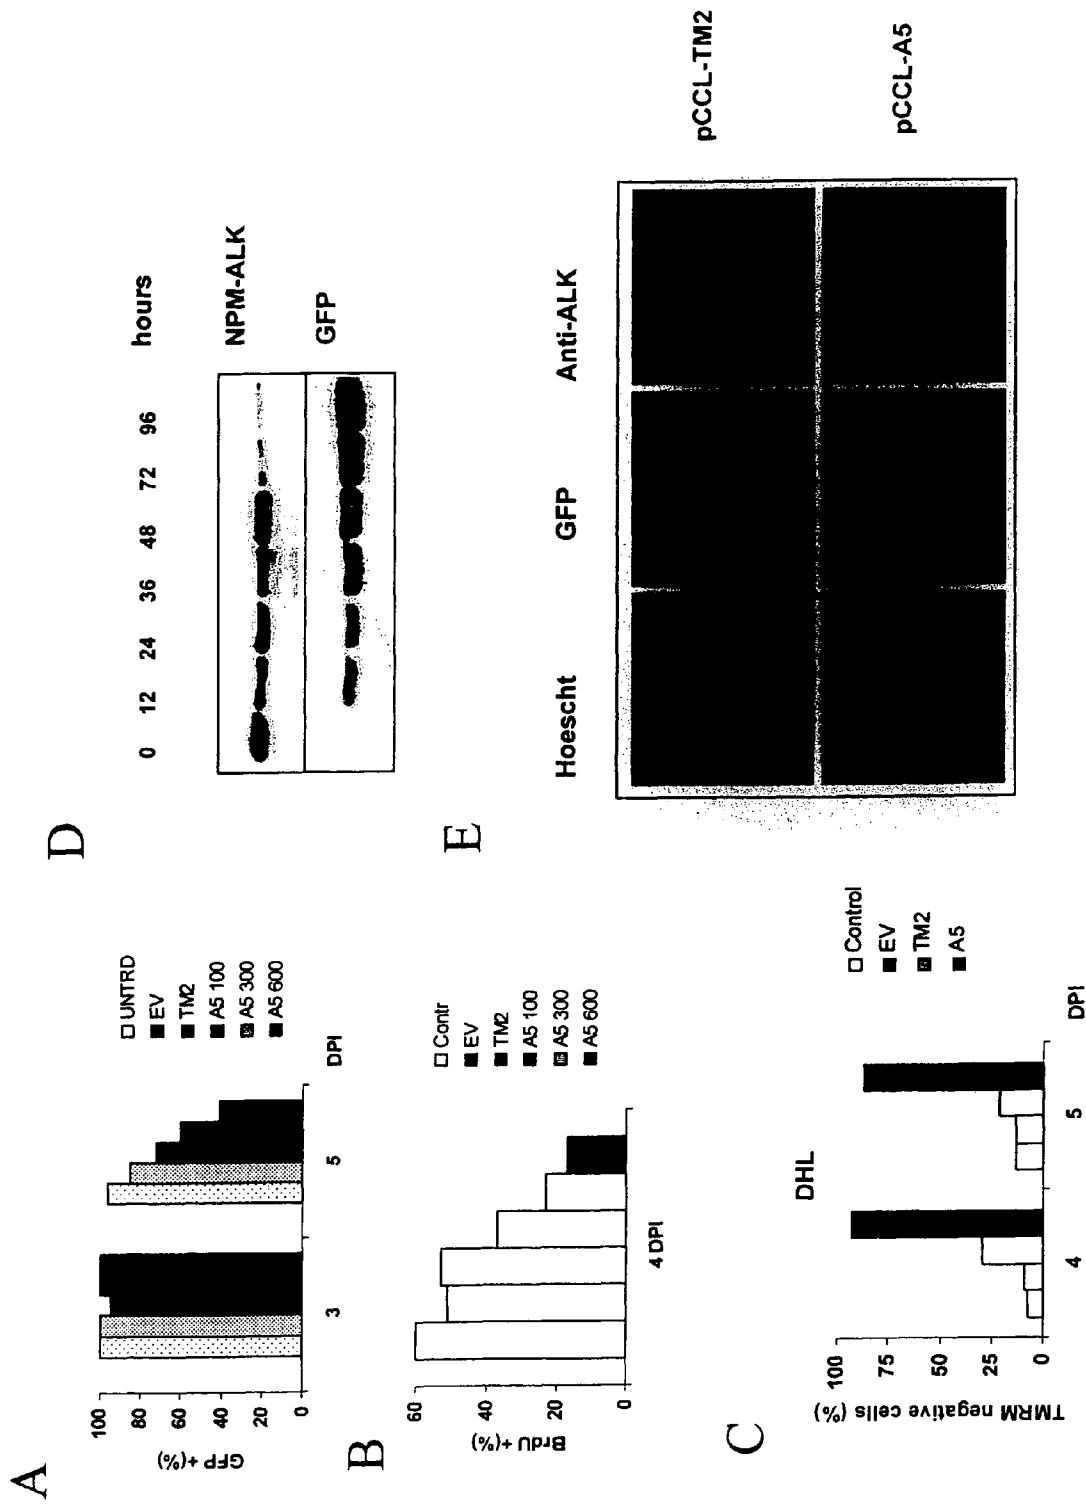 A
GFP +(%)
100
80
60
40
20
0
3
5
DPI
UNTRD
EV
TM2
A5 100
A5 300
A5 600
B
BrdU +(%)
60
40
20
0
4 DPI
Contr
EV
TM2
A5 100
A5 300
A5 600
C
DHL
TMRM negative cells (%)
100
75
50
25
0
4
5
DPI
Control
EV
TM2
A5
D
0 12 24 36 48 72 96 hours
NPM-ALK
GFP
E
Hoescht GFP Anti-ALK
pCCL-TM2
pCCL-A5